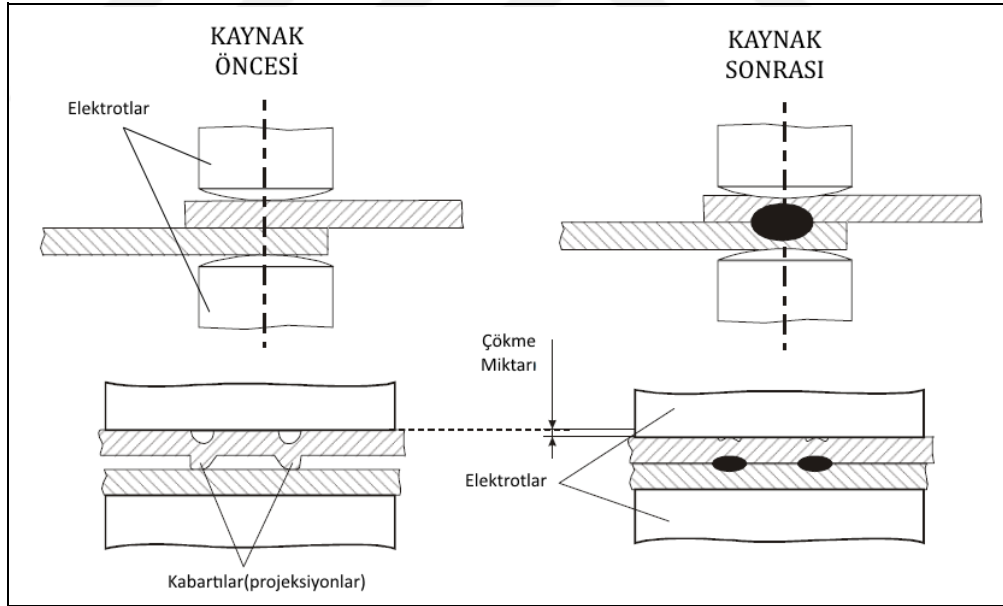 KAYNAK
ÖNCESİ
KAYNAK
SONRASI
Elektrotlar
Çökme
Miktarı
Elektrotlar
Kabartılar(projeksiyonlar)